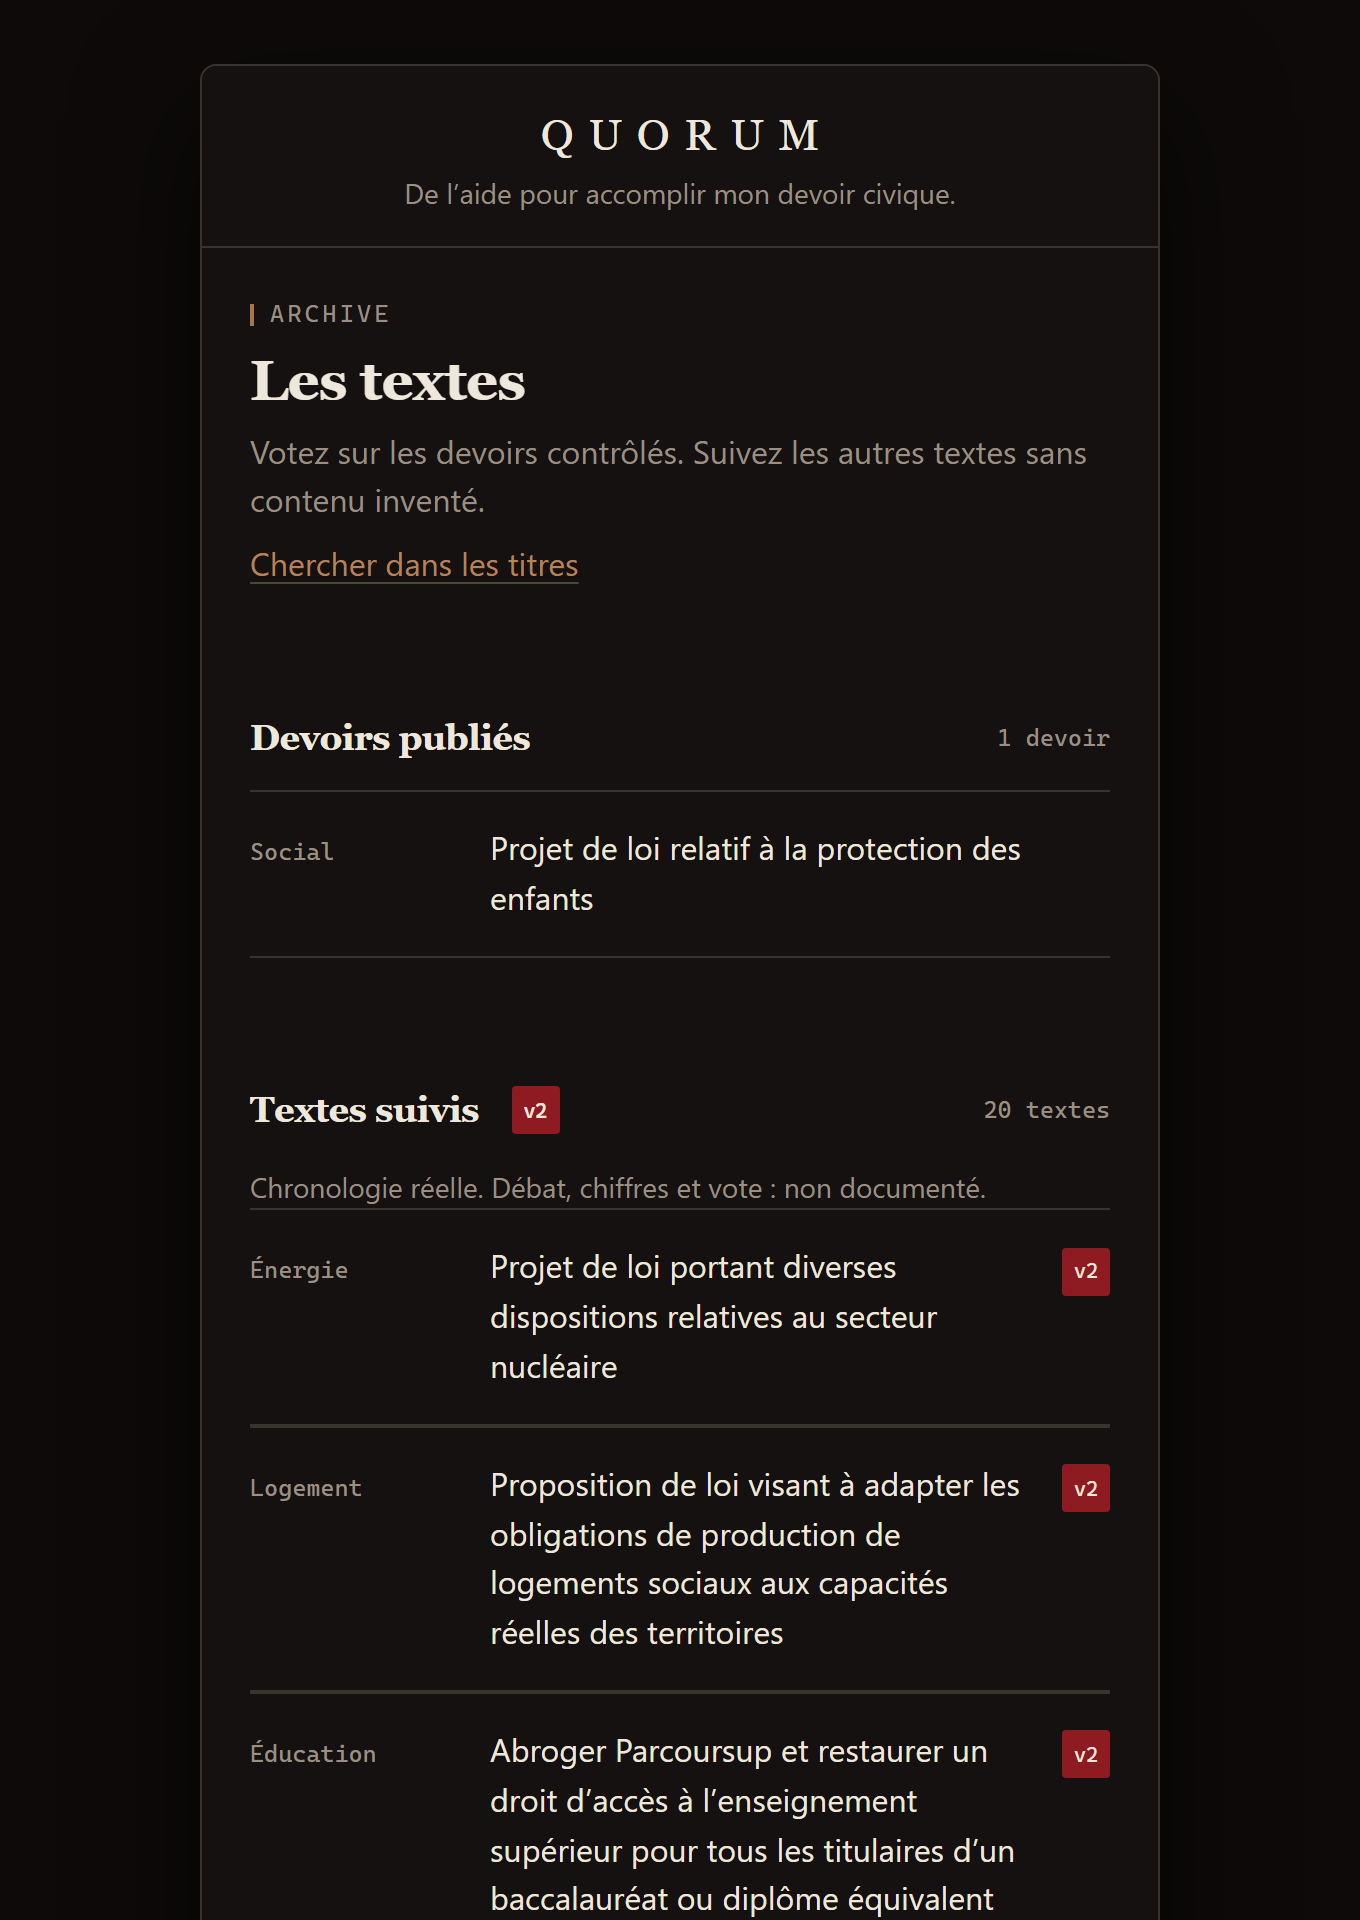 QUORUM
De l’aide pour accomplir mon devoir civique.
ARCHIVE
Les textes
Votez sur les devoirs contrôlés. Suivez les autres textes sans
contenu inventé.
Chercher dans les titres
Devoirs publiés
1 devoir
Social
Projet de loi relatif à la protection des
enfants
Textes suivis
v2
20 textes
Chronologie réelle. Débat, chiffres et vote : non documenté.
Énergie
Projet de loi portant diverses
v2
dispositions relatives au secteur
nucléaire
Logement
Proposition de loi visant à adapter les
v2
obligations de production de
logements sociaux aux capacités
réelles des territoires
Éducation
Abroger Parcoursup et restaurer un
v2
droit d’accès à l’enseignement
supérieur pour tous les titulaires d’un
baccalauréat ou diplôme équivalent